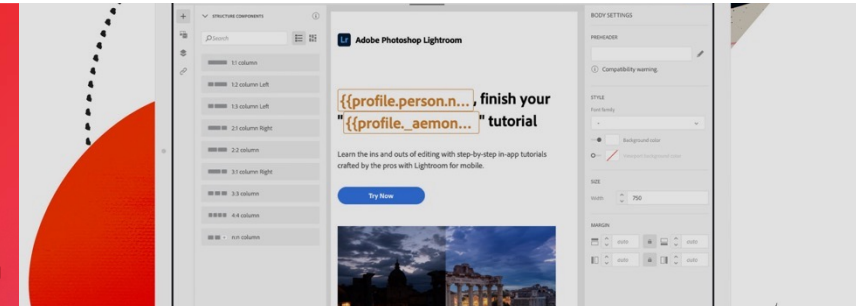 STRUCTURE COMPONENTS
Search
1:1 column
1:2 column Left
1:3 column Left
2:1 column Right
2:2 column
3:1 column Right
3:3 column
4:4 column
n:n column
Lr Adobe Photoshop Lightroom
{{profile.person.n... , finish your
"{{profile._aemon... " tutorial
Learn the ins and outs of editing with step-by-step in-app tutorials
crafted by the pros with Lightroom for mobile.
Try Now
BODY SETTINGS
PREHEADER
Compatibility warning
STYLE
Font family
Background color
Viewport background color
SIZE
Width
750
MARGIN
auto
auto
auto
auto